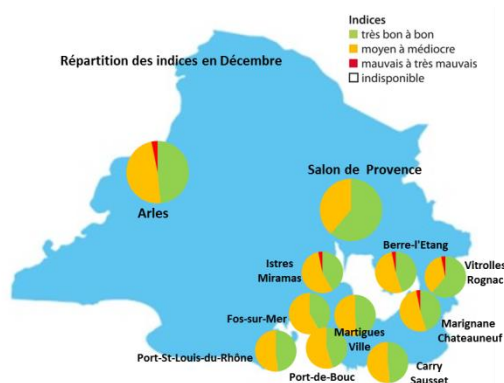 Indices
très bon à bon
moyen à médiocre
mauvais à très mauvais
indisponible
Répartition des indices en Décembre
Salon de Provence
Arles
Berre-l'Etang
Istres
Miramas
Vitrolles
Rognac
Fos-sur-Mer
Martigues
Ville
Marignane
Chateauneuf
Port-St-Louis-du-Rhône
Port-de-Bouc
Carry
Sausset